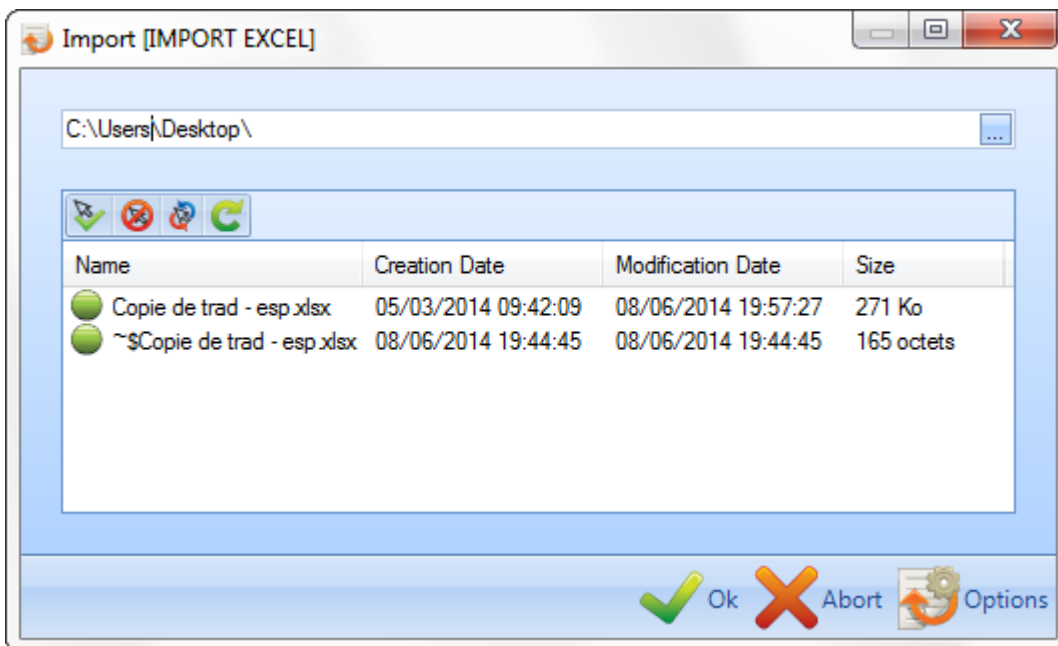 Import [IMPORT EXCEL]
C:\Users\Desktop\
...
Name Creation Date Modification Date Size
Copie de trad - esp.xlsx 05/03/2014 09:42:09 08/06/2014 19:57:27 271 Ko
~$Copie de trad - esp.xlsx 08/06/2014 19:44:45 08/06/2014 19:44:45 165 octets
Ok Abort Options